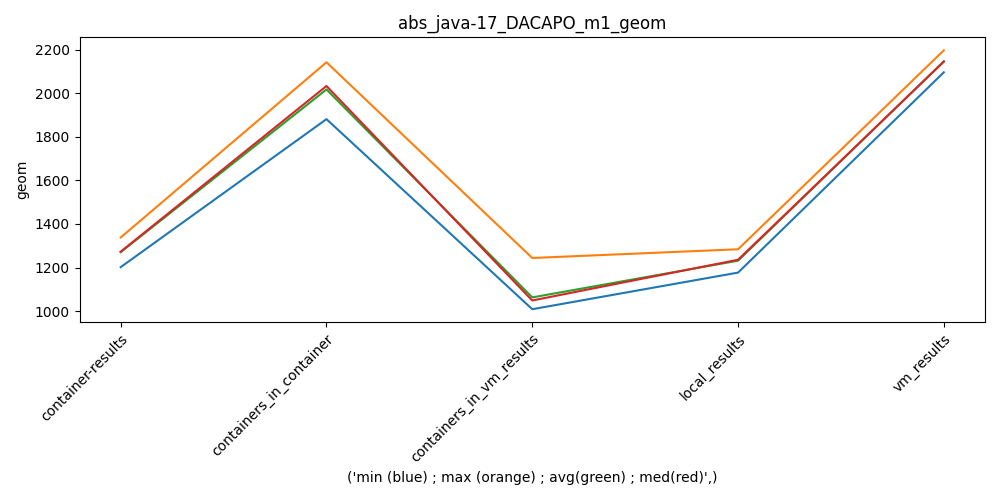 abs_java-17_DACAPO_m1_geom
2200
2000
1800
1600
1400
1200
1000
geom
container-results
containers_in_container
containers_in_vm_results
local_results
vm_results
('min (blue) ; max (orange) ; avg(green) ; med(red)',)